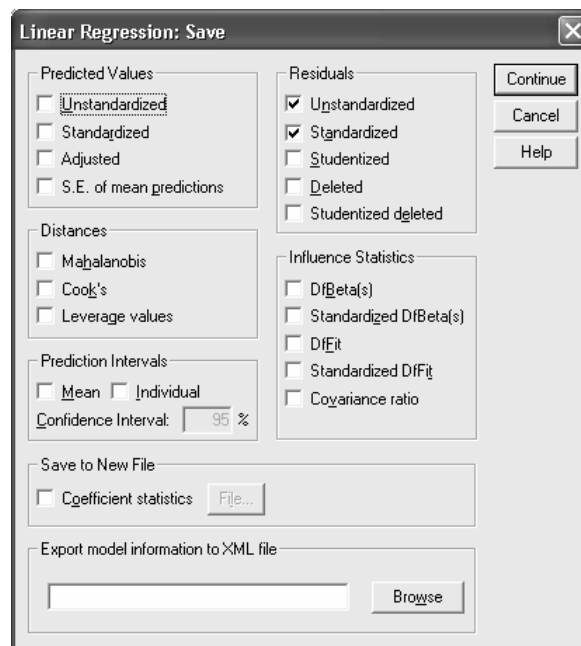 Linear Regression: Save
Predicted Values
Unstandardized
Standardized
Adjusted
S.E. of mean predictions
Distances
Mahalanobis
Cook's
Leverage values
Prediction Intervals
Mean Individual
Confidence Interval: 95 %
Residuals
Unstandardized
Standardized
Studentized
Deleted
Studentized deleted
Influence Statistics
DfBeta(s)
Standardized DfBeta(s)
DfFit
Standardized DfFit
Covariance ratio
Continue
Cancel
Help
Save to New File
Coefficient statistics File...
Export model information to XML file
Browse